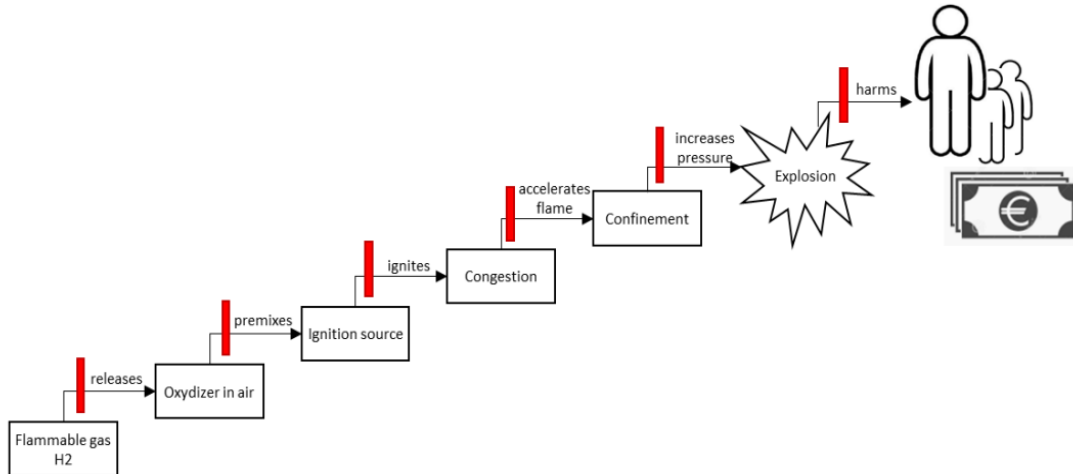 harms
increases
pressure
Explosion
accelerates
flame
Confinement
ignites
Congestion
premixes
Ignition source
releases
Oxydizer in air
Flammable gas
H2
€